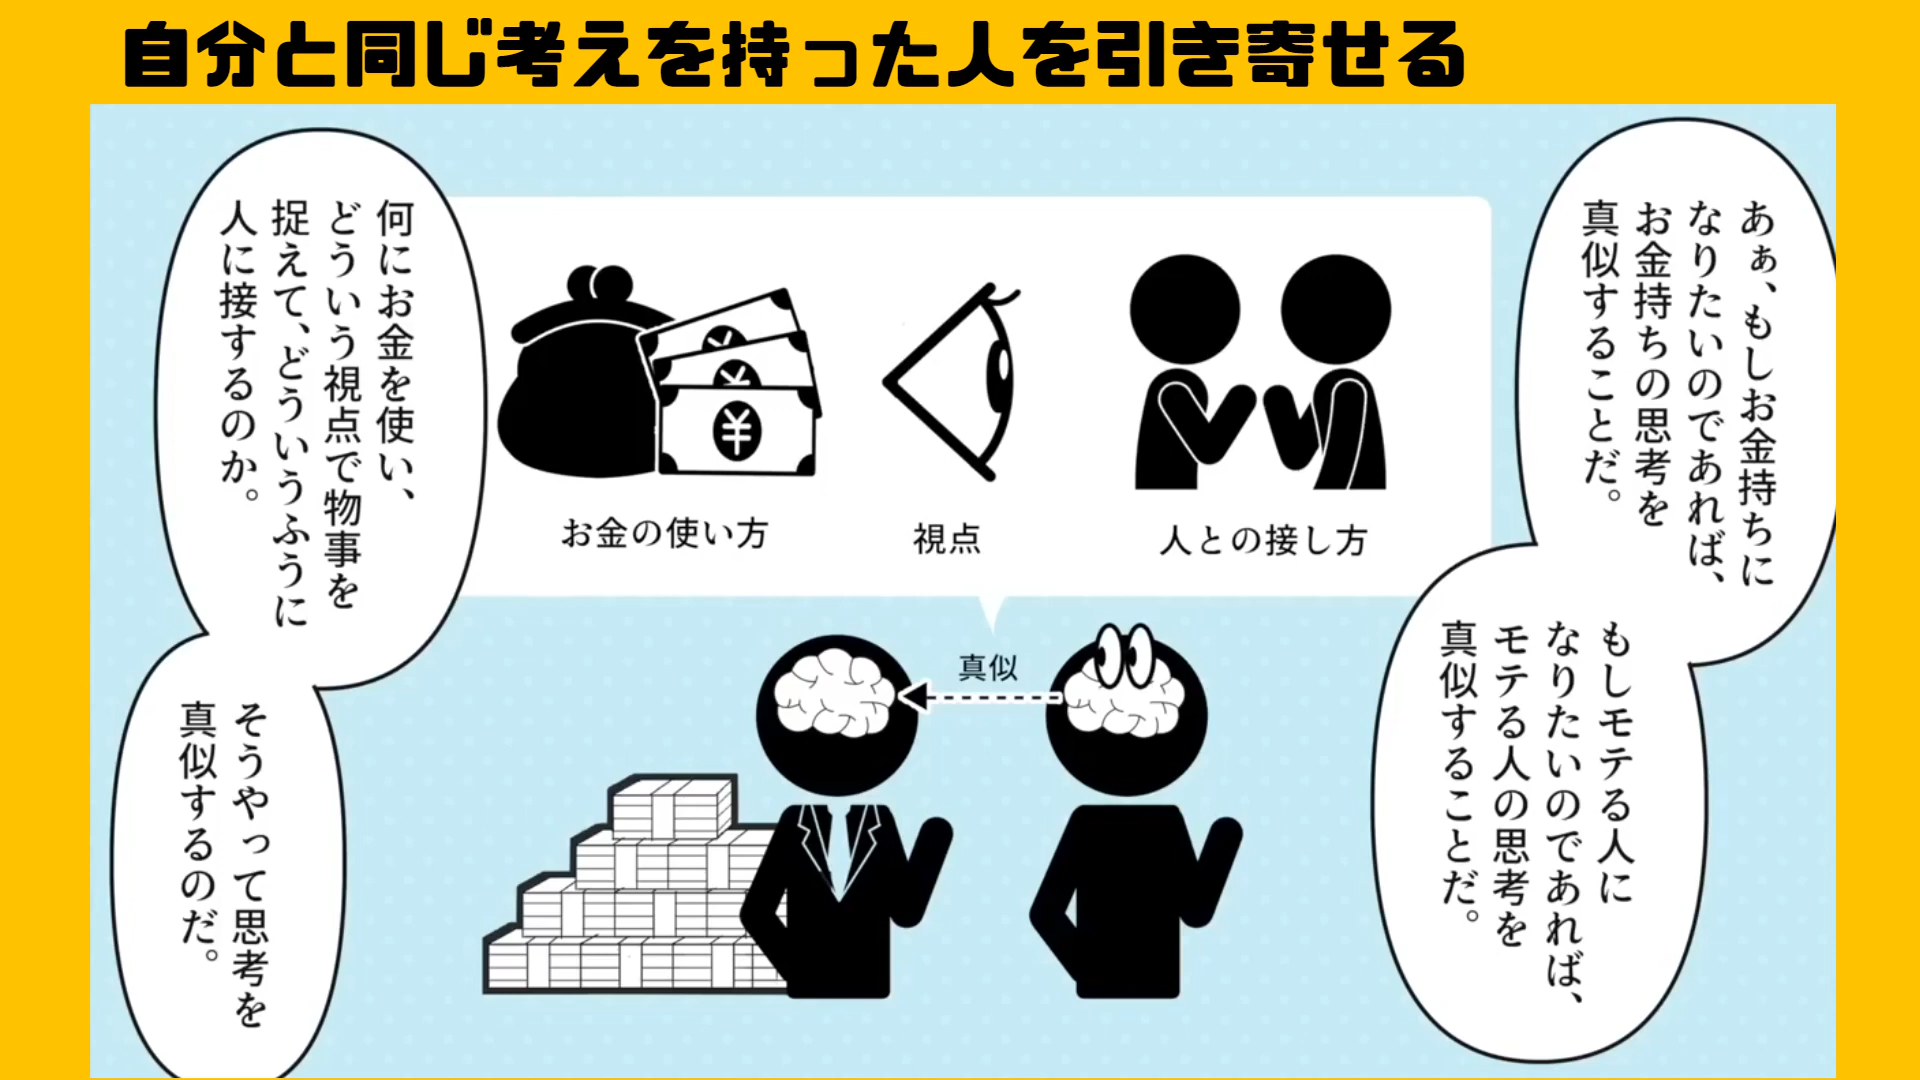 自分と同じ考えを持った人を引き寄せる
あぁ、もしお金持ちに
なりたいのであれば、
お金持ちの思考を
真似することだ。
もしモテる人に
なりたいのであれば、
モテる人の思考を
真似することだ。
お金の使い方
視点
人との接し方
真似
何にお金を使い、
どういう視点で物事を
捉えて、どういうふうに
人に接するのか。
そうやって思考を
真似するのだ。